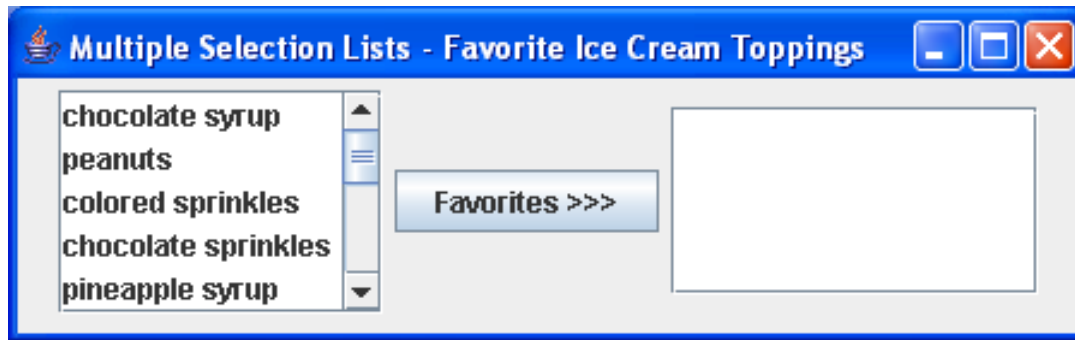 Multiple Selection Lists - Favorite Ice Cream Toppings
chocolate syrup
peanuts
colored sprinkles
chocolate sprinkles
pineapple syrup
Favorites >>>